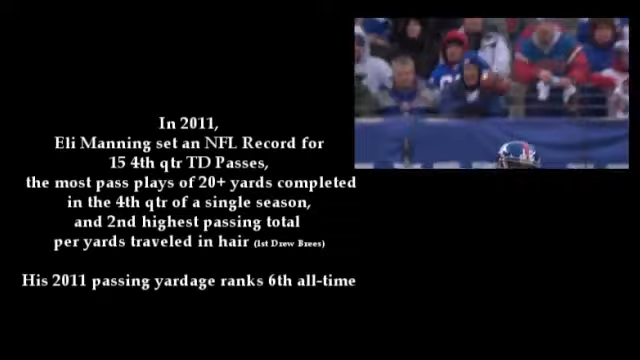 In 2011,
Eli Manning set an NFL Record for
15 4th qtr TD Passes,
the most pass plays of 20+ yards completed
in the 4th qtr of a single season,
and 2nd highest passing total
per yards traveled in hair (1st Drew Brees)
His 2011 passing yardage ranks 6th all-time